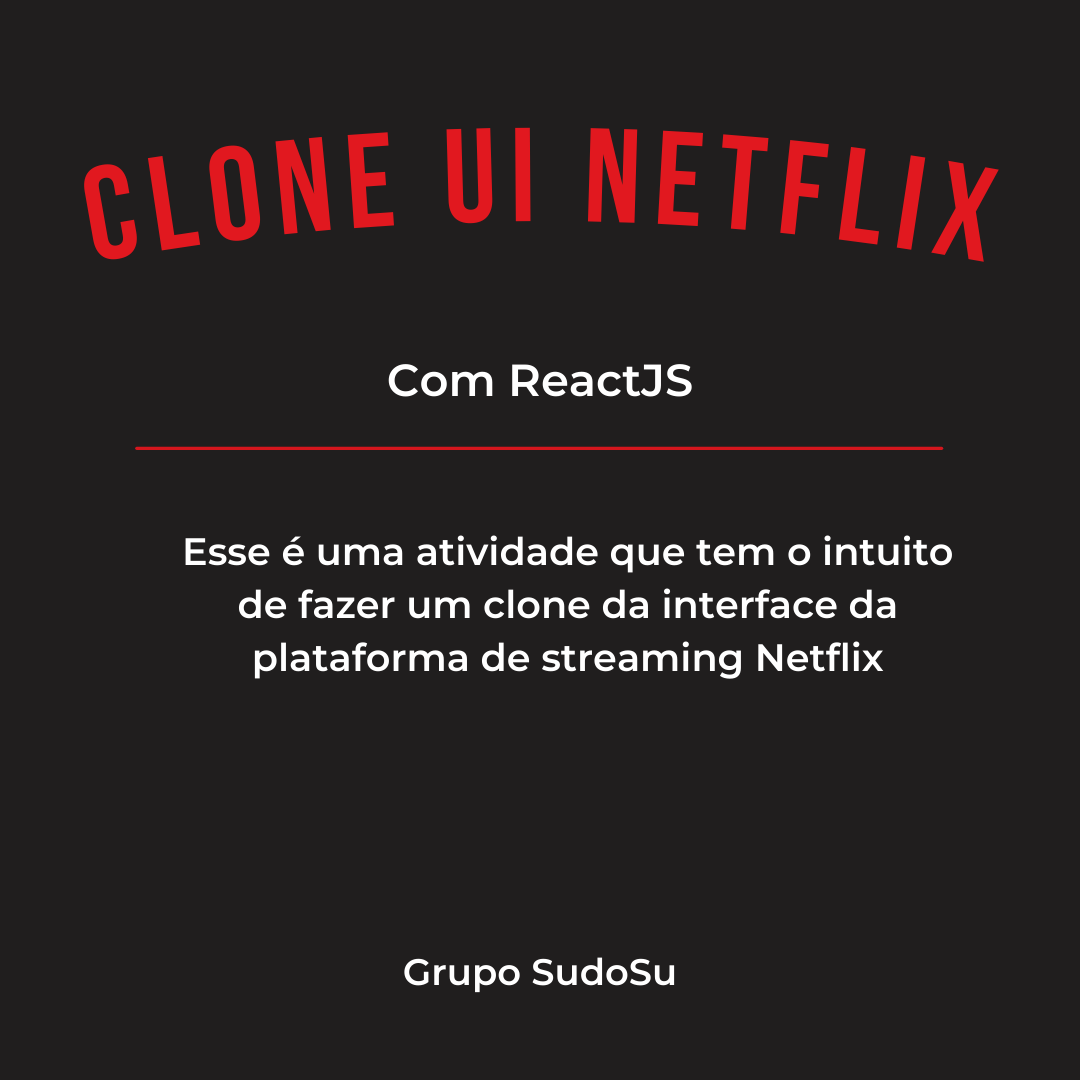 CLONE UI NETFLIX
Com ReactJS
Esse é uma atividade que tem o intuito
de fazer um clone da interface da
plataforma de streaming Netflix
Grupo SudoSu